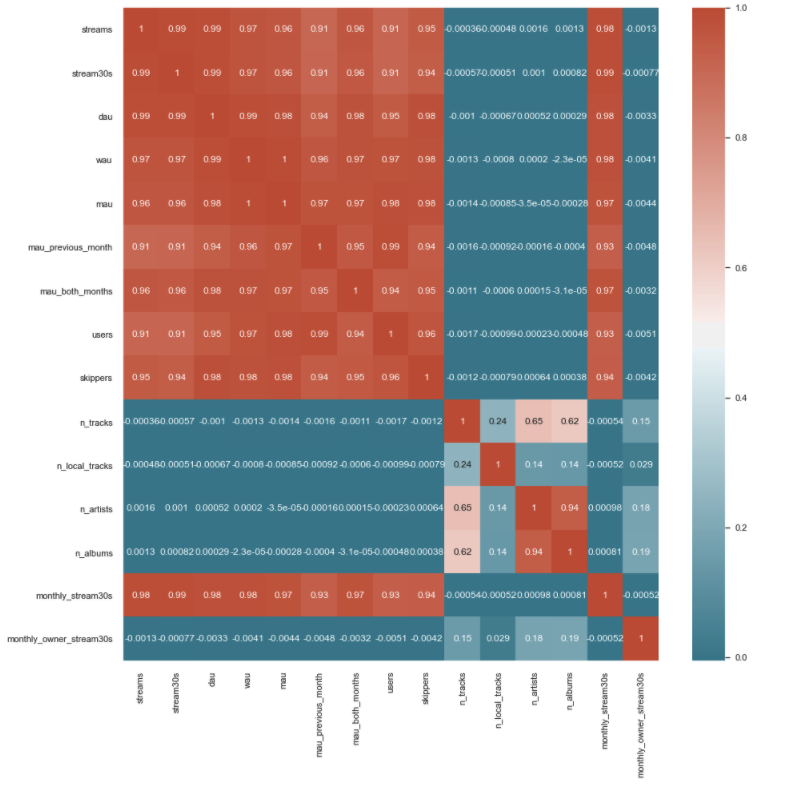 streams 1 0.99 0.99 0.97 0.96 0.91 0.96 0.91 0.95 -0.00036 0.00048 0.0016 0.0013 0.98 -0.0013
stream30s 0.99 1 0.99 0.97 0.96 0.91 0.96 0.91 0.94 -0.00057 -0.00051 0.001 0.00082 0.99 -0.00077
dau 0.99 0.99 1 0.99 0.98 0.94 0.98 0.95 0.98 -0.001 -0.00067 0.00052 0.00029 0.98 -0.0033
wau 0.97 0.97 0.99 1 1 0.96 0.97 0.97 0.98 -0.0013 -0.0008 0.0002 -2.3e-05 0.98 -0.0041
mau 0.96 0.96 0.98 1 1 0.97 0.97 0.98 0.98 -0.0014 -0.00085 -3.5e-05 -0.00028 0.97 -0.0044
mau_previous_month 0.91 0.91 0.94 0.96 0.97 1 0.95 0.99 0.94 -0.0016 -0.00092 -0.00016 -0.0004 0.93 -0.0048
mau_both_months 0.96 0.96 0.98 0.97 0.97 0.95 1 0.94 0.95 -0.0011 -0.0006 0.00015 -3.1e-05 0.97 -0.0032
users 0.91 0.91 0.95 0.97 0.98 0.99 0.94 1 0.96 -0.0017 -0.00099 -0.00023 -0.00048 0.93 -0.0051
skippers 0.95 0.94 0.98 0.98 0.98 0.94 0.95 0.96 1 -0.0012 -0.00079 0.00064 0.00038 0.94 -0.0042
n_tracks -0.00036 0.00057 -0.001 -0.0013 -0.0014 -0.0016 -0.0011 -0.0017 -0.0012 1 0.24 0.65 0.62 -0.00054 0.15
n_local_tracks -0.00048 -0.00051 -0.00067 -0.0008 -0.00085 -0.00092 -0.0006 -0.00099 -0.00079 0.24 1 0.14 0.14 -0.00052 0.029
n_artists 0.0016 0.001 0.00052 0.0002 -3.5e-05 -0.00016 0.00015 -0.00023 0.00064 0.65 0.14 1 0.94 0.00098 0.18
n_albums 0.0013 0.00082 0.00029 -2.3e-05 -0.00028 -0.0004 -3.1e-05 -0.00048 0.00038 0.62 0.14 0.94 1 0.00081 0.19
monthly_stream30s 0.98 0.99 0.98 0.98 0.97 0.93 0.97 0.93 0.94 -0.00054 -0.00052 0.00098 0.00081 1 -0.00052
monthly_owner_stream30s -0.0013 -0.00077 -0.0033 -0.0041 -0.0044 -0.0048 -0.0032 -0.0051 -0.0042 0.15 0.029 0.18 0.19 -0.00052 1
streams
stream30s
dau
wau
mau
mau_previous_month
mau_both_months
users
skippers
n_tracks
n_local_tracks
n_artists
n_albums
monthly_stream30s
monthly_owner_stream30s
1.0
0.8
0.6
0.4
0.2
0.0